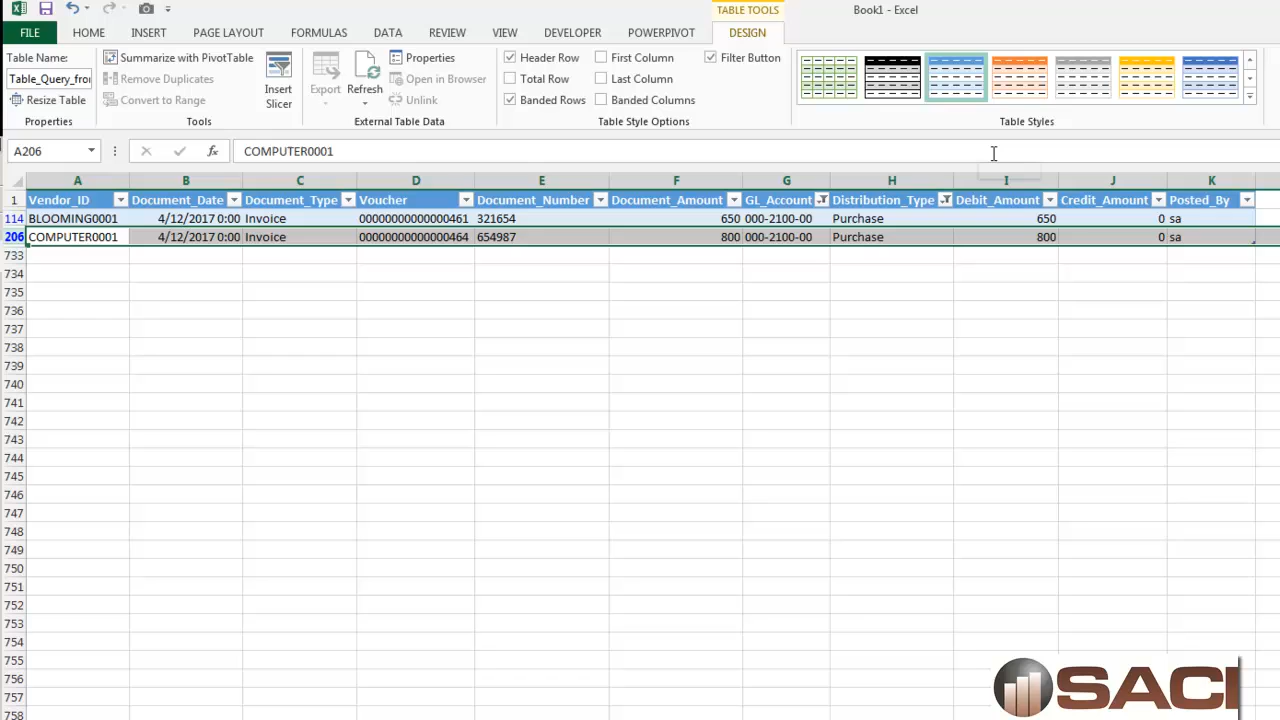 TABLE TOOLS
Book1 - Excel
FILE HOME INSERT PAGE LAYOUT FORMULAS DATA REVIEW VIEW DEVELOPER POWERPIVOT DESIGN
Table Name: Summarize with PivotTable Properties Header Row First Column Filter Button
Table_Query_fro Remove Duplicates Insert Slicer Export Refresh Open in Browser Total Row Last Column
Resize Table Convert to Range Unlink Banded Rows Banded Columns
Properties Tools External Table Data Table Style Options Table Styles
A206 fx COMPUTER0001
A B C D E F G H I J K
1 Vendor_ID Document_Date Document_Type Voucher Document_Number Document_Amount GL_Account Distribution_Type Debit_Amount Credit_Amount Posted_By
114 BLOOMING0001 4/12/2017 0:00 Invoice 00000000000000461 321654 650 000-2100-00 Purchase 650 0 sa
206 COMPUTER0001 4/12/2017 0:00 Invoice 00000000000000464 654987 800 000-2100-00 Purchase 800 0 sa
733
734
735
736
737
738
739
740
741
742
743
744
745
746
747
748
749
750
751
752
753
754
755
756
757
758
SACI